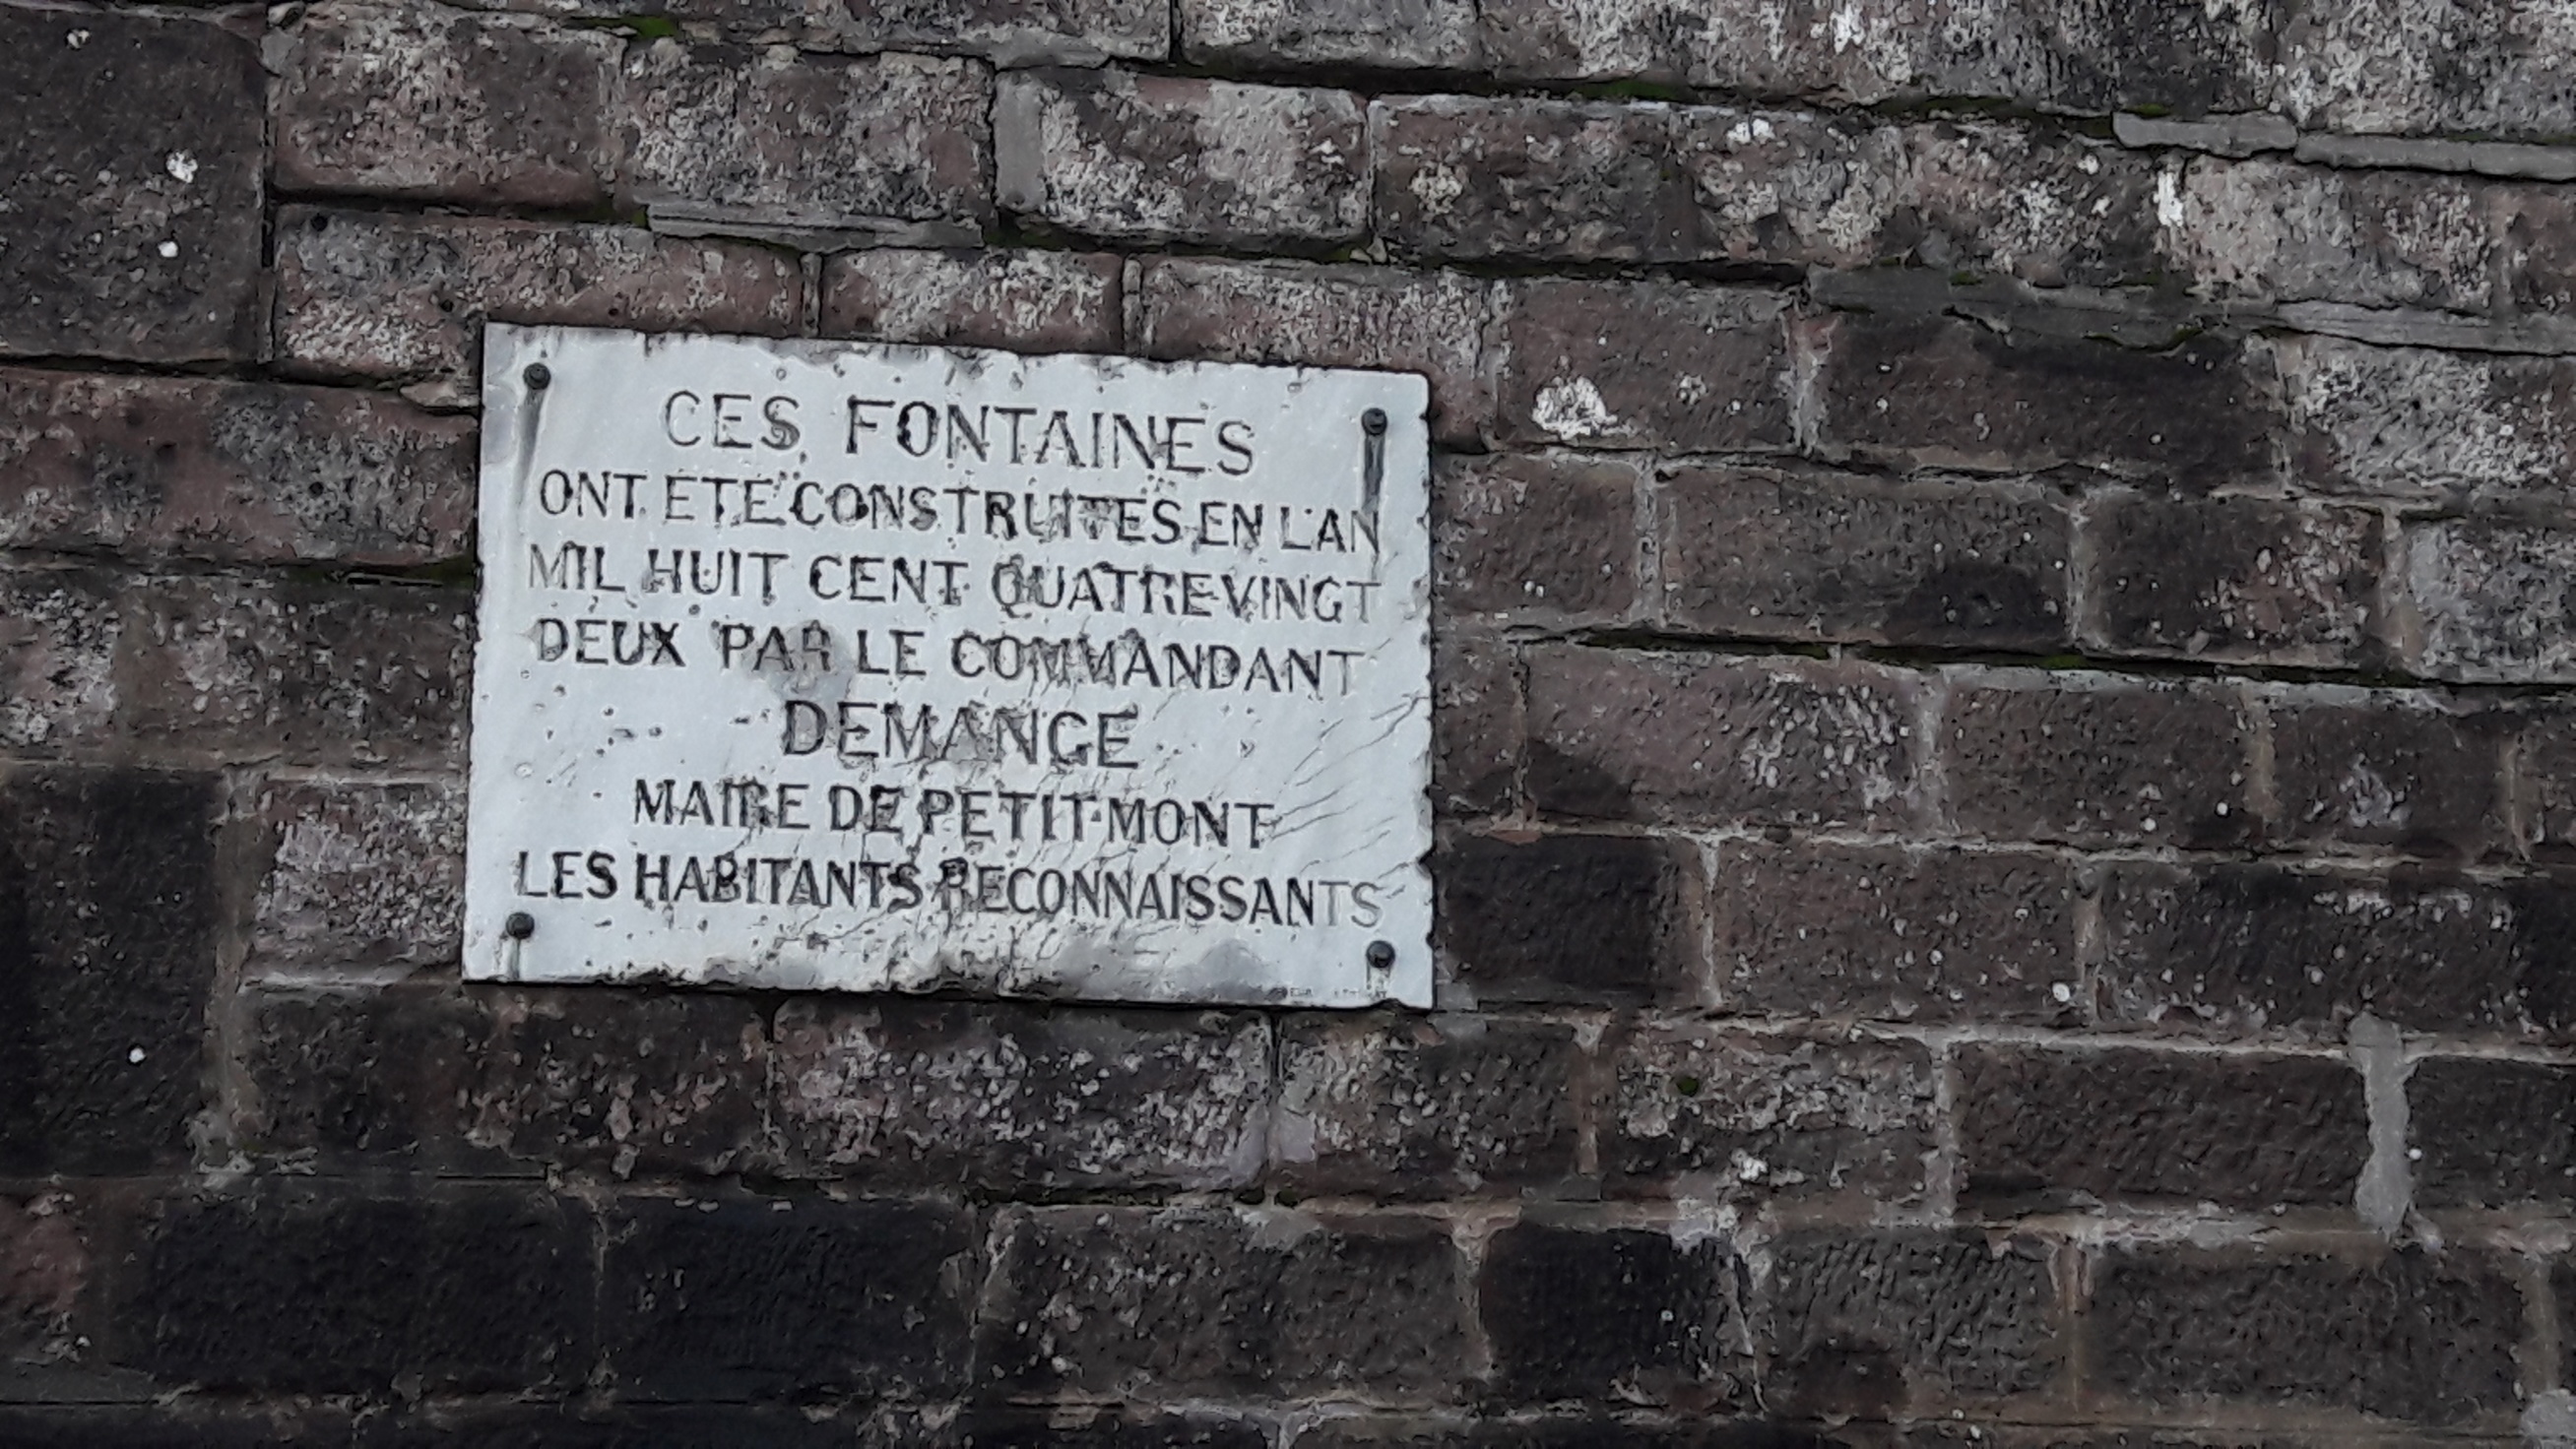 CES FONTAINES
ONT ETE CONSTRUITES EN L'AN
MIL HUIT CENT QUATRE VINGT
DEUX PAR LE COMMANDANT
DEMANGE
MAIRE DE PETIT-MONT
LES HABITANTS RECONNAISSANTS